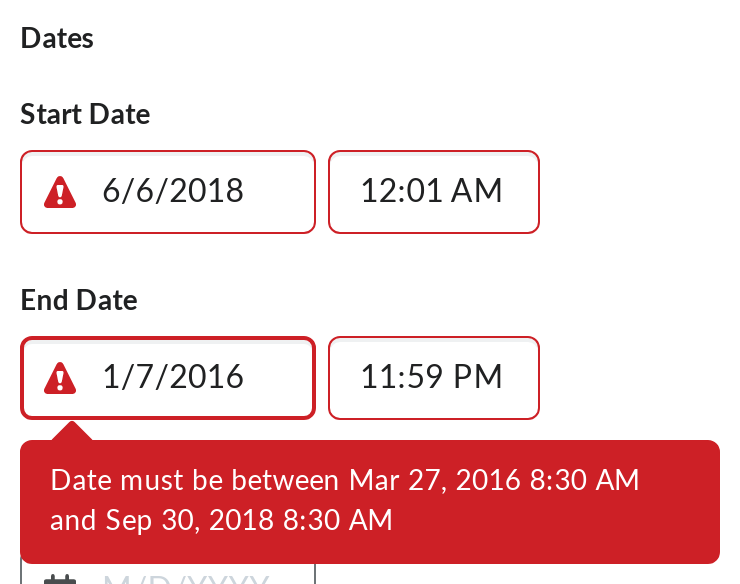 Dates
Start Date
6/6/2018 12:01 AM
End Date
1/7/2016 11:59 PM
Date must be between Mar 27, 2016 8:30 AM
and Sep 30, 2018 8:30 AM
M/D/YYYY